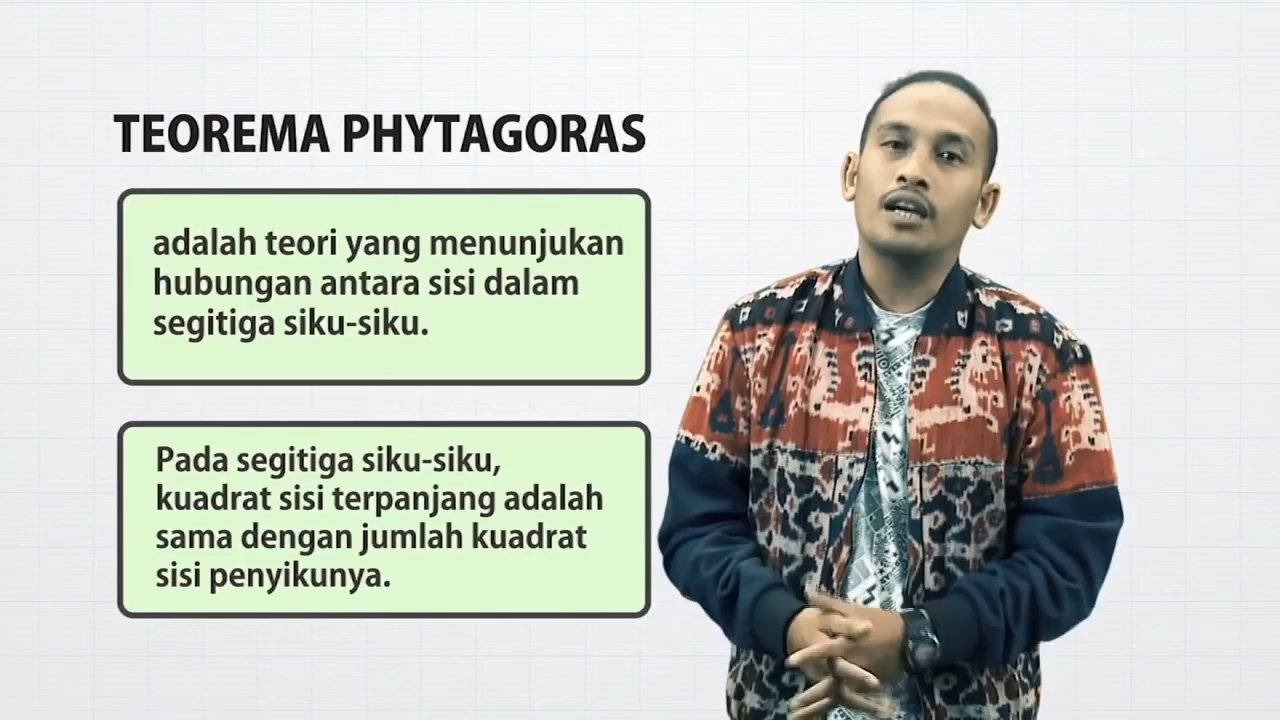 TEOREMA PHYTAGORAS
adalah teori yang menunjukan
hubungan antara sisi dalam
segitiga siku-siku.
Pada segitiga siku-siku,
kuadrat sisi terpanjang adalah
sama dengan jumlah kuadrat
sisi penyikunya.